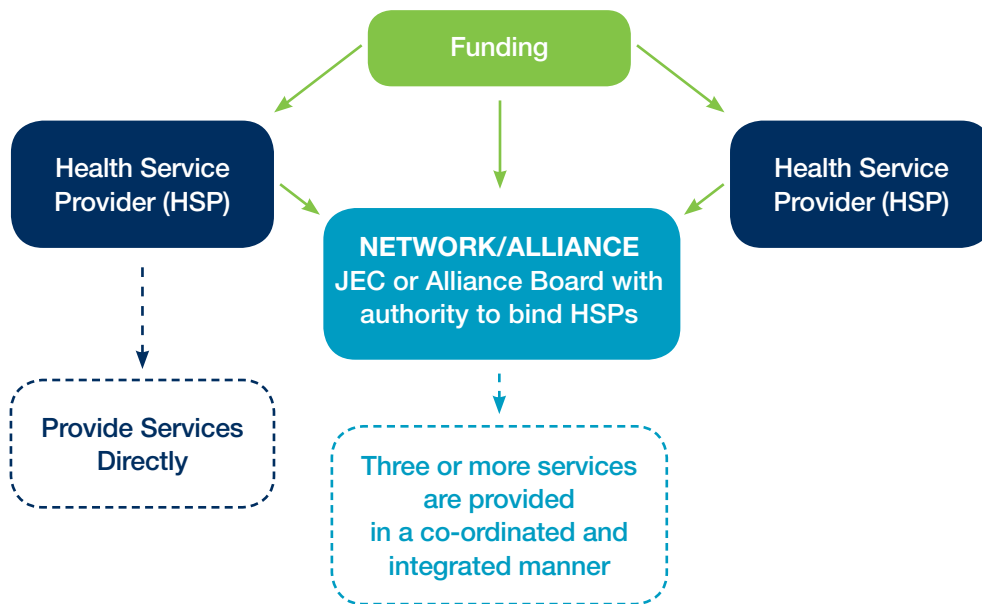 Funding
Health Service
Provider (HSP)
Health Service
Provider (HSP)
NETWORK/ALLIANCE
JEC or Alliance Board with
authority to bind HSPs
Provide Services
Directly
Three or more services
are provided
in a co-ordinated and
integrated manner